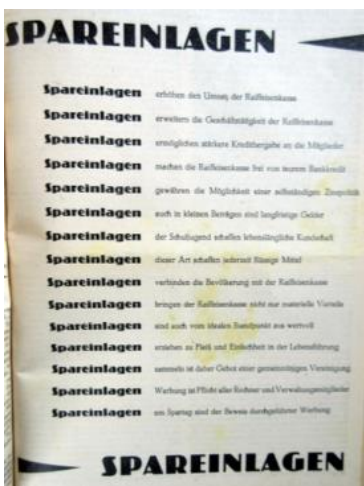 SPAREINLAGEN
Spareinlagen erhöhen den Umsatz der Raiffeisenkasse
Spareinlagen erweitern die Geschäftstätigkeit der Raiffeisenkasse
Spareinlagen ermöglichen stärkere Kredithergabe an die Mitglieder
Spareinlagen machen die Raiffeisenkasse frei von teurem Bankkredit
Spareinlagen gewähren die Möglichkeit einer selbständigen Zinspolitik
Spareinlagen auch in kleinen Beträgen sind langfristige Gelder
Spareinlagen der Schuljugend schaffen lebenslängliche Kundschaft
Spareinlagen dieser Art schaffen jederzeit flüssige Mittel
Spareinlagen verbinden die Bevölkerung mit der Raiffeisenkasse
Spareinlagen bringen der Raiffeisenkasse nicht nur materielle Vorteile
Spareinlagen sind auch vom idealen Standpunkt aus wertvoll
Spareinlagen erziehen zu Fleiß und Einfachheit in der Lebensführung
Spareinlagen sammeln ist daher Gebot einer gemeinnützigen Vereinigung
Spareinlagen Werbung ist Pflicht aller Rechner und Verwaltungsmitglieder
Spareinlagen am Spartag sind der Beweis durchgeführter Werbung
SPAREINLAGEN